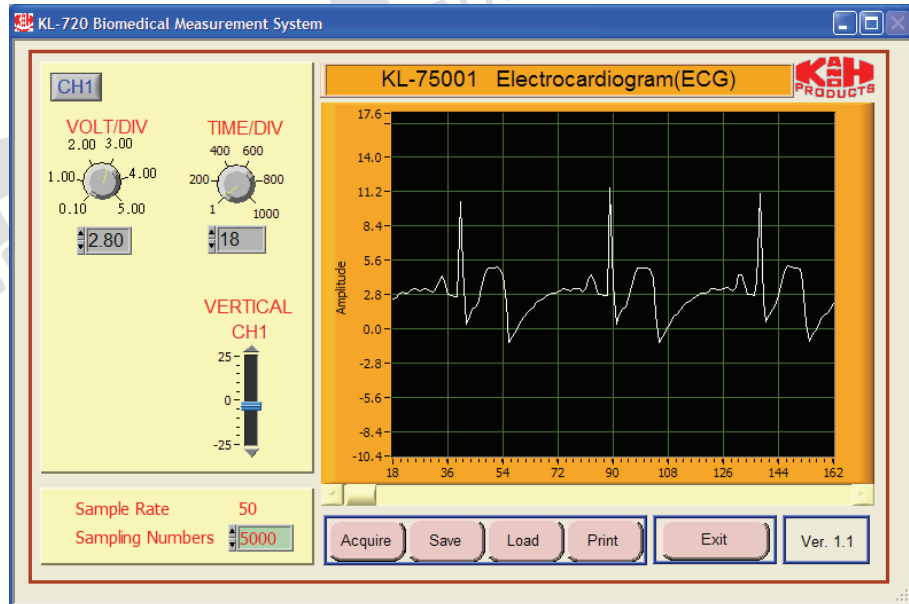 KL-720 Biomedical Measurement System
CH1
VOLT/DIV
2.00 3.00
1.00
4.00
0.10 5.00
2.80
TIME/DIV
400 600
200
800
1 1000
18
VERTICAL
CH1
25
0
-25
Sample Rate 50
Sampling Numbers 5000
KL-75001 Electrocardiogram(ECG)
K AND H
PRODUCTS
Amplitude
17.6
14.0
11.2
8.4
5.6
2.8
0.0
-2.8
-5.6
-8.4
-10.4
18 36 54 72 90 108 126 144 162
Acquire Save Load Print Exit Ver. 1.1